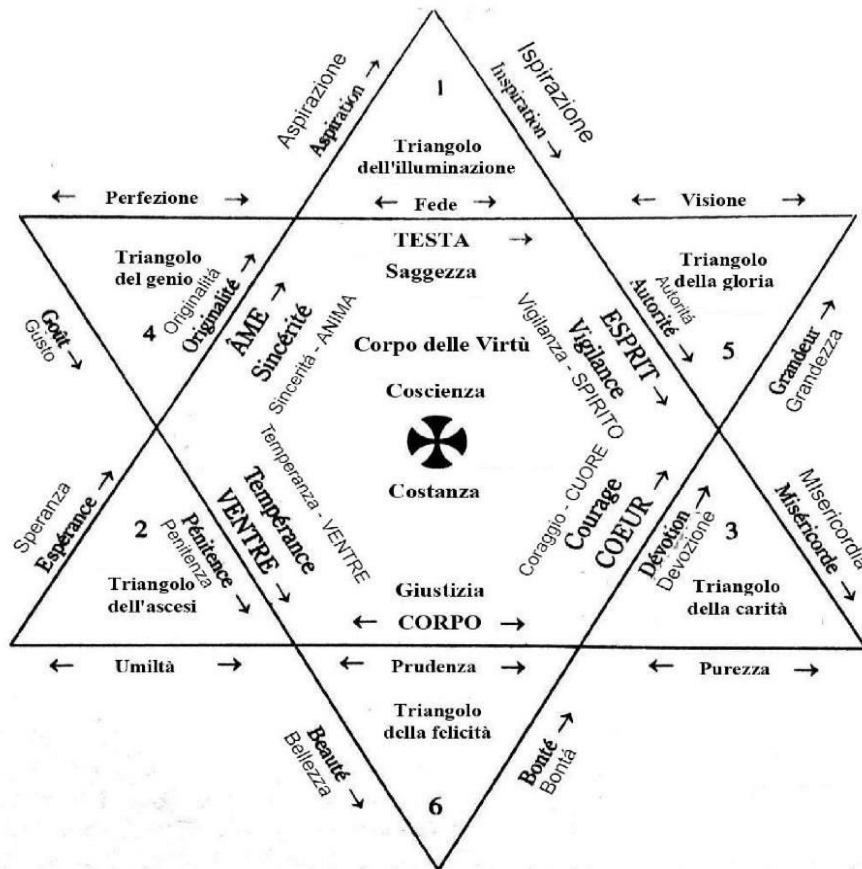 Aspirazione
Aspiration →
Ispirazione
Inspiration →
1
Triangolo
dell'illuminazione
← Perfezione →
← Fede →
← Visione →
TESTA →
Saggezza
Triangolo
del genio
4
Originalitá
Originalité →
ÂME →
Sincérité
Sincerità - ANIMA
Goût →
Gusto
Corpo delle Virtù
Coscienza
Costanza
Autoritá
Autorité →
ESPRIT →
Vigilance
Vigilanza - SPIRITO
Triangolo
della gloria
5
Grandeur →
Grandezza
Speranza
Espérance →
2
Pénitence →
Penitenza
Triangolo
dell'ascesi
Tempérance
VENTRE →
Temperanza - VENTRE
Coraggio - CUORE
Courage
COEUR →
Dévotion →
Devozione
3
Triangolo
della carità
MIsericordia
Miséricorde →
Giustizia
← CORPO →
← Umiltà →
← Prudenza →
← Purezza →
Triangolo
della felicità
Beauté →
Bellezza
Bonté →
Bontá
6